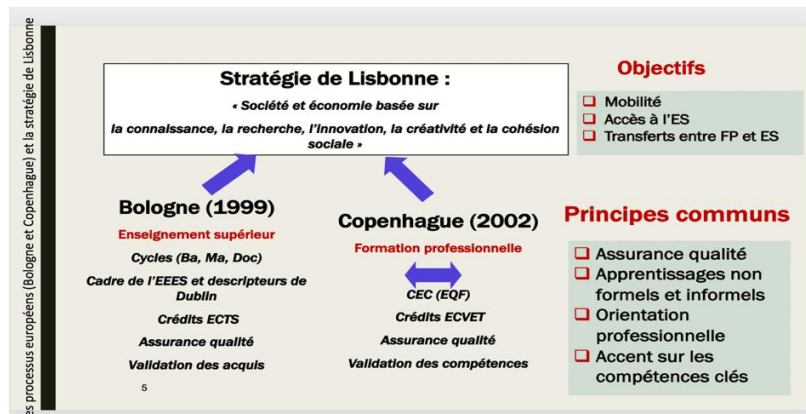 es processus européens (Bologne et Copenhague) et la stratégie de Lisbonne
Stratégie de Lisbonne :
« Société et économie basée sur
la connaissance, la recherche, l'innovation, la créativité et la cohésion
sociale »
Objectifs
Mobilité
Accès à l'ES
Transferts entre FP et ES
Bologne (1999)
Enseignement supérieur
Cycles (Ba, Ma, Doc)
Cadre de l'EEES et descripteurs de
Dublin
Crédits ECTS
Assurance qualité
Validation des acquis
Copenhague (2002)
Formation professionnelle
CEC (EQF)
Crédits ECVET
Assurance qualité
Validation des compétences
Principes communs
Assurance qualité
Apprentissages non
formels et informels
Orientation
professionnelle
Accent sur les
compétences clés
5